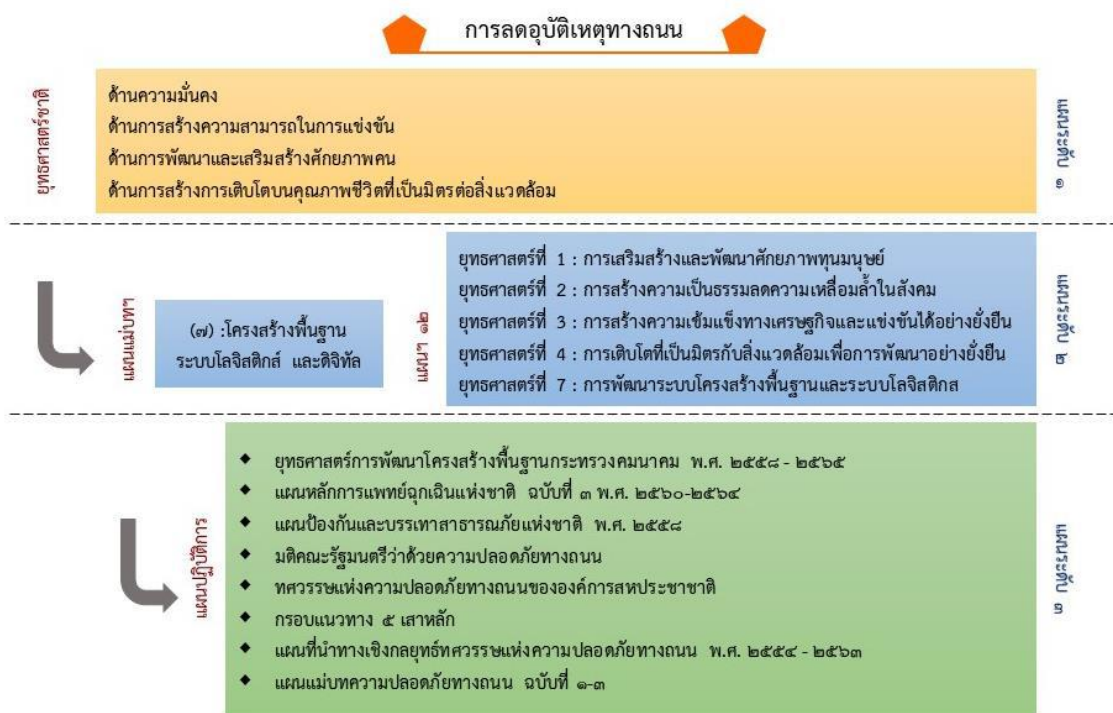 การลดอุบัติเหตุทางถนน
ยุทธศาสตร์ชาติ
ด้านความมั่นคง
ด้านการสร้างความสามารถในการแข่งขัน
ด้านการพัฒนาและเสริมสร้างศักยภาพคน
ด้านการสร้างการเติบโตบนคุณภาพชีวิตที่เป็นมิตรต่อสิ่งแวดล้อม
แผนระดับ ๑
แผนแม่บทฯ
(๗) :โครงสร้างพื้นฐาน
ระบบโลจิสติกส์ และดิจิทัล
แผนฯ ๑๒
ยุทธศาสตร์ที่ 1 : การเสริมสร้างและพัฒนาศักยภาพทุนมนุษย์
ยุทธศาสตร์ที่ 2 : การสร้างความเป็นธรรมลดความเหลื่อมล้ำในสังคม
ยุทธศาสตร์ที่ 3 : การสร้างความเข้มแข็งทางเศรษฐกิจและแข่งขันได้อย่างยั่งยืน
ยุทธศาสตร์ที่ 4 : การเติบโตที่เป็นมิตรกับสิ่งแวดล้อมเพื่อการพัฒนาอย่างยั่งยืน
ยุทธศาสตร์ที่ 7 : การพัฒนาระบบโครงสร้างพื้นฐานและระบบโลจิสติกส
แผนระดับ ๒
แผนปฏิบัติการ
◆ ยุทธศาสตร์การพัฒนาโครงสร้างพื้นฐานกระทรวงคมนาคม พ.ศ. ๒๕๕๘ - ๒๕๖๕
◆ แผนหลักการแพทย์ฉุกเฉินแห่งชาติ ฉบับที่ ๓ พ.ศ. ๒๕๖๐-๒๕๖๔
◆ แผนป้องกันและบรรเทาสาธารณภัยแห่งชาติ พ.ศ. ๒๕๕๘
◆ มติคณะรัฐมนตรีว่าด้วยความปลอดภัยทางถนน
◆ ทศวรรษแห่งความปลอดภัยทางถนนขององค์การสหประชาชาติ
◆ กรอบแนวทาง ๕ เสาหลัก
◆ แผนที่นำทางเชิงกลยุทธ์ทศวรรษแห่งความปลอดภัยทางถนน พ.ศ. ๒๕๕๔ - ๒๕๖๓
◆ แผนแม่บทความปลอดภัยทางถนน ฉบับที่ ๑-๓
แผนระดับ ๓